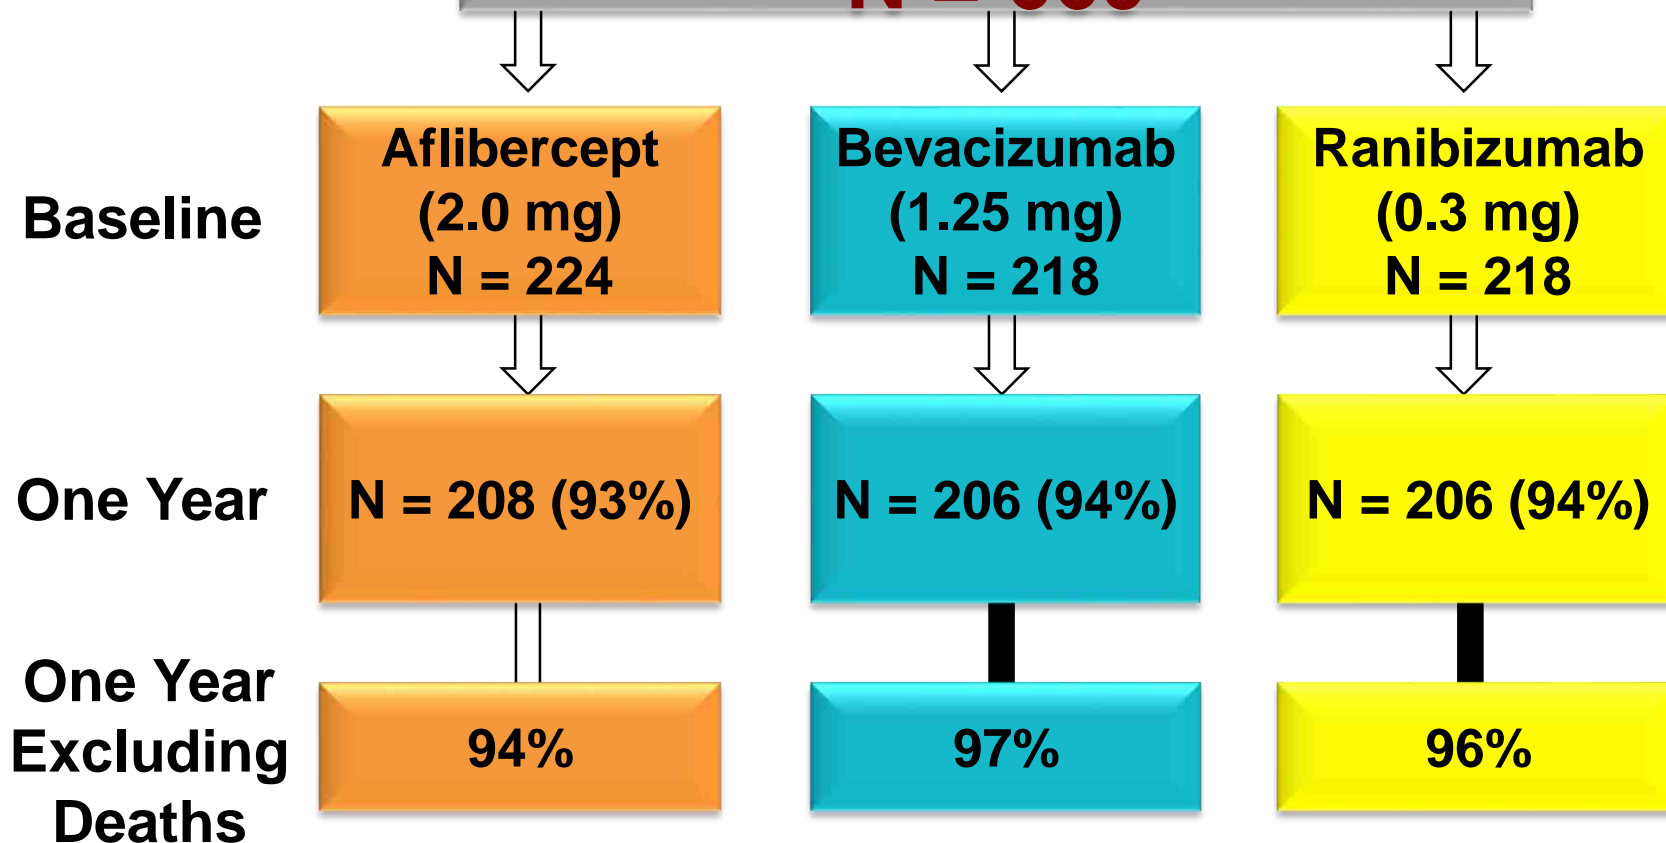 Baseline
Aflibercept
(2.0 mg)
N = 224
Bevacizumab
(1.25 mg)
N = 218
Ranibizumab
(0.3 mg)
N = 218
One Year
N = 208 (93%)
N = 206 (94%)
N = 206 (94%)
One Year
Excluding
Deaths
94%
97%
96%